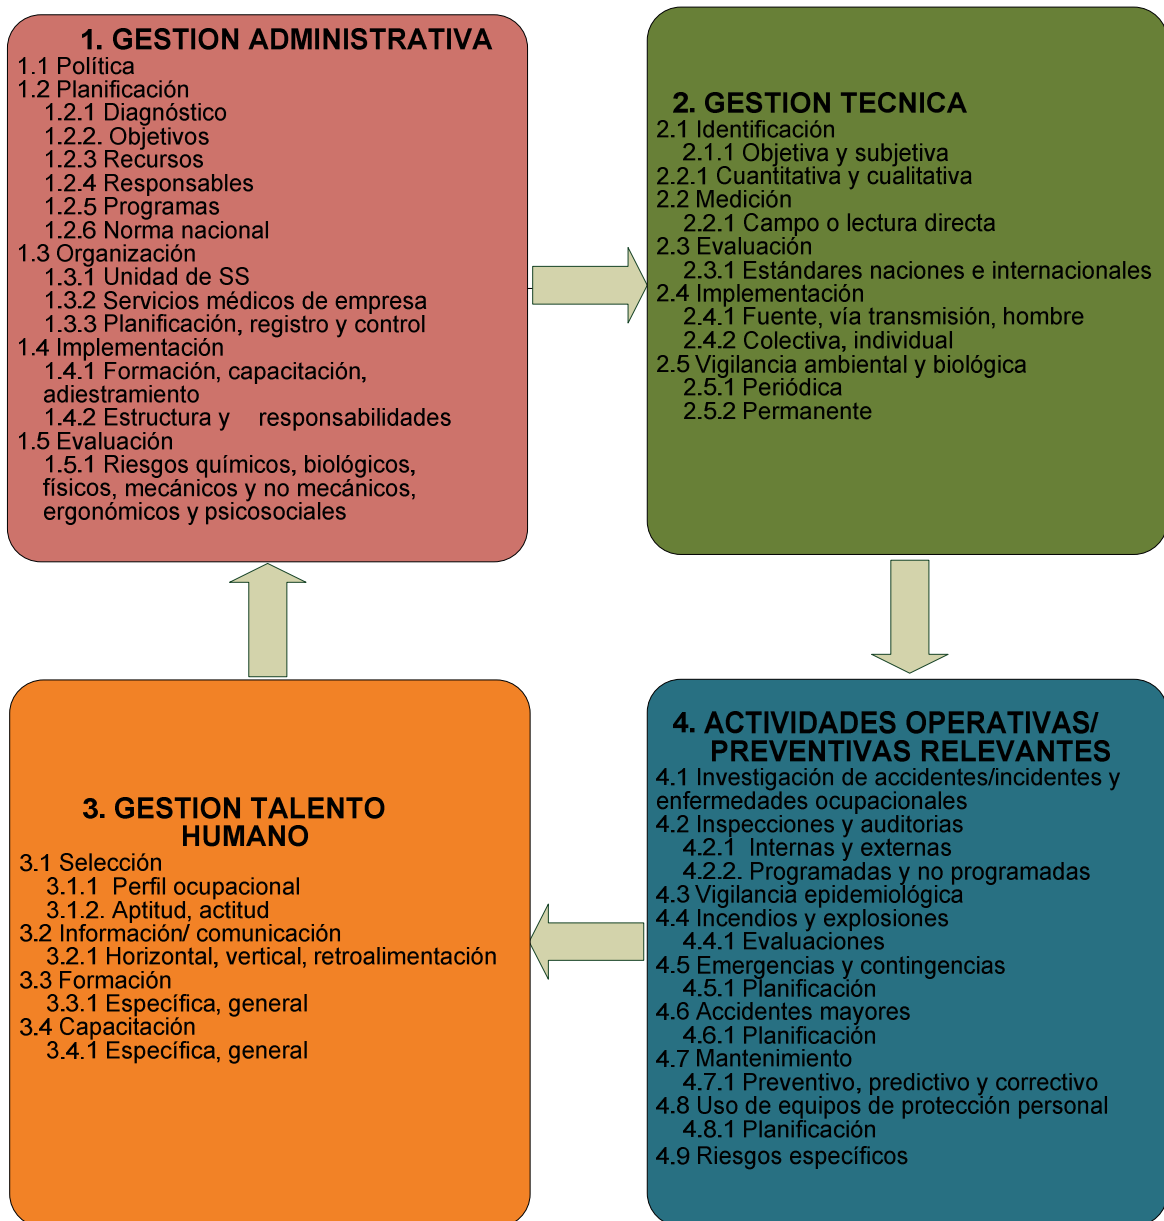 1. GESTION ADMINISTRATIVA
1.1 Política
1.2 Planificación
1.2.1 Diagnóstico
1.2.2. Objetivos
1.2.3 Recursos
1.2.4 Responsables
1.2.5 Programas
1.2.6 Norma nacional
1.3 Organización
1.3.1 Unidad de SS
1.3.2 Servicios médicos de empresa
1.3.3 Planificación, registro y control
1.4 Implementación
1.4.1 Formación, capacitación,
adiestramiento
1.4.2 Estructura y responsabilidades
1.5 Evaluación
1.5.1 Riesgos químicos, biológicos,
físicos, mecánicos y no mecánicos,
ergonómicos y psicosociales
2. GESTION TECNICA
2.1 Identificación
2.1.1 Objetiva y subjetiva
2.2.1 Cuantitativa y cualitativa
2.2 Medición
2.2.1 Campo o lectura directa
2.3 Evaluación
2.3.1 Estándares naciones e internacionales
2.4 Implementación
2.4.1 Fuente, vía transmisión, hombre
2.4.2 Colectiva, individual
2.5 Vigilancia ambiental y biológica
2.5.1 Periódica
2.5.2 Permanente
3. GESTION TALENTO
HUMANO
3.1 Selección
3.1.1 Perfil ocupacional
3.1.2. Aptitud, actitud
3.2 Información/ comunicación
3.2.1 Horizontal, vertical, retroalimentación
3.3 Formación
3.3.1 Específica, general
3.4 Capacitación
3.4.1 Específica, general
4. ACTIVIDADES OPERATIVAS/
PREVENTIVAS RELEVANTES
4.1 Investigación de accidentes/incidentes y
enfermedades ocupacionales
4.2 Inspecciones y auditorias
4.2.1 Internas y externas
4.2.2. Programadas y no programadas
4.3 Vigilancia epidemiológica
4.4 Incendios y explosiones
4.4.1 Evaluaciones
4.5 Emergencias y contingencias
4.5.1 Planificación
4.6 Accidentes mayores
4.6.1 Planificación
4.7 Mantenimiento
4.7.1 Preventivo, predictivo y correctivo
4.8 Uso de equipos de protección personal
4.8.1 Planificación
4.9 Riesgos específicos